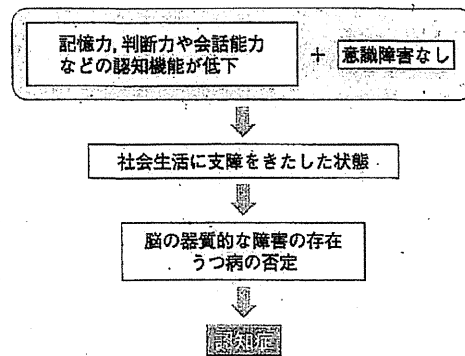 記憶力,判断力や会話能力
などの認知機能が低下
+
意識障害なし
社会生活に支障をきたした状態
脳の器質的な障害の存在
うつ病の否定
認知症